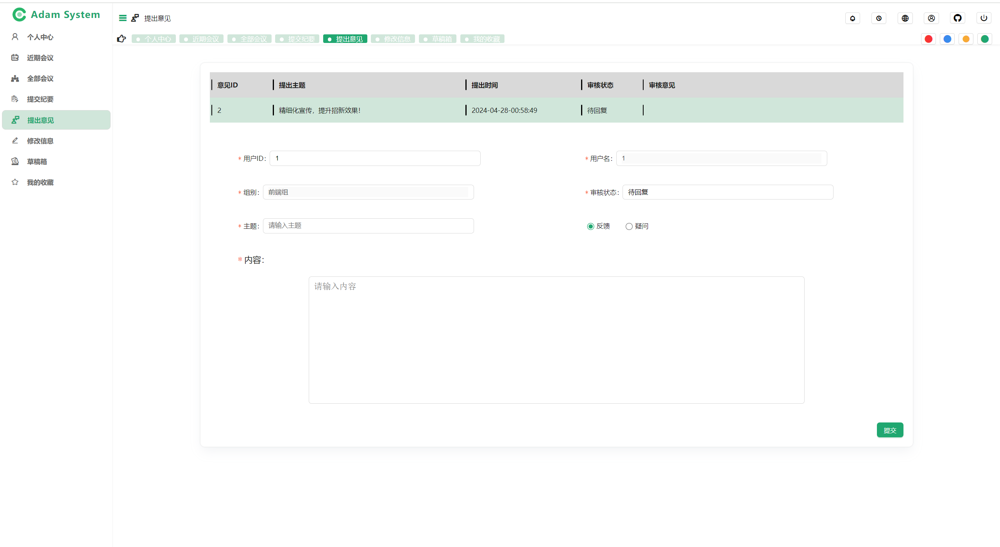 Adam System
提出意见
个人中心 近期会议 全部会议 提交纪要 提出意见 修改信息 草稿箱 我的收藏
个人中心
近期会议
全部会议
提交纪要
提出意见
修改信息
草稿箱
我的收藏
意见ID 提出主题 提出时间 审核状态 审核意见
2 精细化宣传，提升招新效果！ 2024-04-28-00:58:49 待回复
* 用户ID： 1 * 用户名： 1
* 组别： 前端组 * 审核状态： 待回复
* 主题： 请输入主题 反馈 疑问
* 内容：
请输入内容
提交